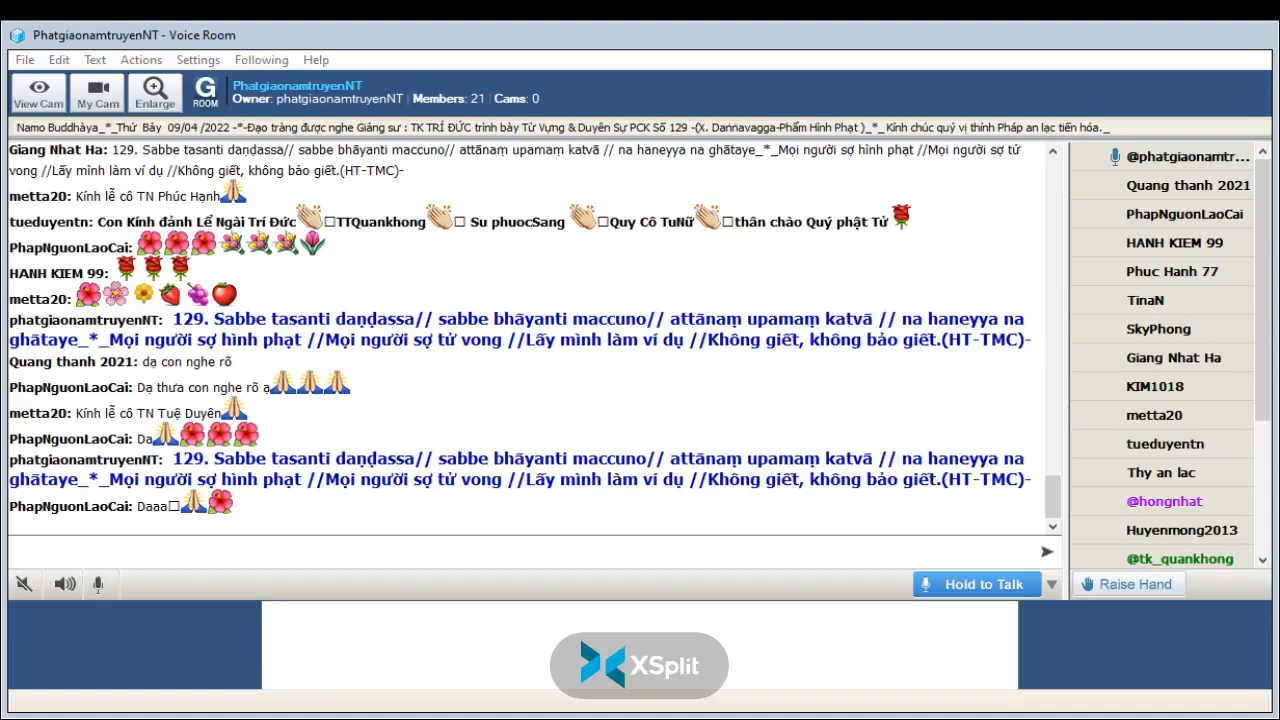 PhatgiaonamtruyenNT - Voice Room
File Edit Text Actions Settings Following Help
View Cam My Cam Enlarge G ROOM
PhatgiaonamtruyenNT
Owner: phatgiaonamtruyenNT | Members: 21 | Cams: 0
Namo Buddhàya_*_Thứ Bảy 09/04 /2022 -*-Đạo tràng được nghe Giảng sư : TK TRÍ ĐỨC trình bày Từ Vựng & Duyên Sự PCK Số 129 -(X. Daṇnavagga-Phẩm Hình Phạt )_*_ Kính chúc quý vị thính Pháp an lạc tiến hóa._
Giang Nhat Ha: 129. Sabbe tasanti daṇḍassa// sabbe bhāyanti maccuno// attānaṃ upamaṃ katvā // na haneyya na ghātaye_*_Mọi người sợ hình phạt //Mọi người sợ tử
vong //Lấy mình làm ví dụ //Không giết, không bảo giết.(HT-TMC)-
metta20: Kính lễ cô TN Phúc Hạnh🙏
tueduyentn: Con Kính đảnh Lể Ngài Trí Đức👏□TTQuankhong👏□ Su phuocSang 👏□Quy Cô TuNữ👏□thân chào Quý phật Tử🌹
PhapNguonLaoCai: 🌺🌺🌺💐💐💐🌷
HANH KIEM 99: 🌹🌹🌹
metta20: 🌺🌸🌼🍓🍇🍎
phatgiaonamtruyenNT: 129. Sabbe tasanti daṇḍassa// sabbe bhāyanti maccuno// attānaṃ upamaṃ katvā // na haneyya na
ghātaye_*_Mọi người sợ hình phạt //Mọi người sợ tử vong //Lấy mình làm ví dụ //Không giết, không bảo giết.(HT-TMC)-
Quang thanh 2021: dạ con nghe rõ
PhapNguonLaoCai: Dạ thưa con nghe rõ ạ🙏🙏🙏
metta20: Kính lễ cô TN Tuệ Duyên🙏
PhapNguonLaoCai: Da🙏🌺🌺🌺
phatgiaonamtruyenNT: 129. Sabbe tasanti daṇḍassa// sabbe bhāyanti maccuno// attānaṃ upamaṃ katvā // na haneyya na
ghātaye_*_Mọi người sợ hình phạt //Mọi người sợ tử vong //Lấy mình làm ví dụ //Không giết, không bảo giết.(HT-TMC)-
PhapNguonLaoCai: Daaa□🙏🌺
@phatgiaonamtr...
Quang thanh 2021
PhapNguonLaoCai
HANH KIEM 99
Phuc Hanh 77
TinaN
SkyPhong
Giang Nhat Ha
KIM1018
metta20
tueduyentn
Thy an lac
@hongnhat
Huyenmong2013
@tk_quankhong
Hold to Talk
Raise Hand
XSplit